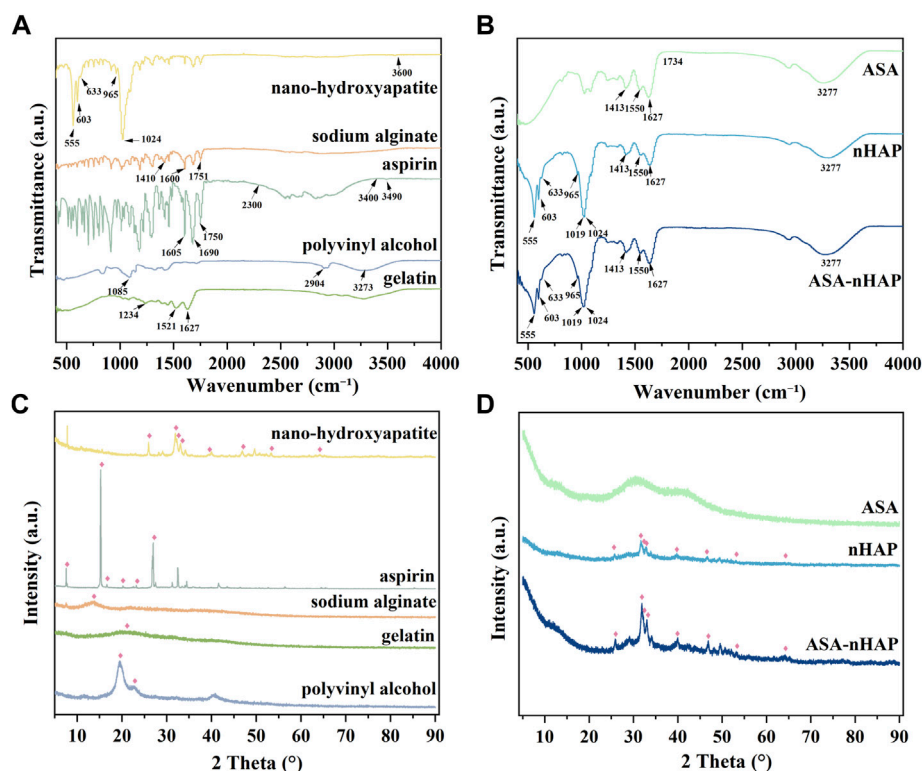 A
Transmittance (a.u.)
3600
633
965
nano-hydroxyapatite
603
555
1024
sodium alginate
aspirin
1410
1600
1751
2300
3400
3490
1750
1605
1690
polyvinyl alcohol
gelatin
1085
2904
3273
1234
1521
1627
500 1000 1500 2000 2500 3000 3500 4000
Wavenumber (cm⁻¹)
B
Transmittance (a.u.)
1734
ASA
1413
1550
1627
3277
nHAP
1413
1550
1627
3277
633
965
603
555
1019
1024
ASA-nHAP
1413
1550
1627
3277
633
965
603
555
1019
1024
500 1000 1500 2000 2500 3000 3500 4000
Wavenumber (cm⁻¹)
C
Intensity (a.u.)
nano-hydroxyapatite
aspirin
sodium alginate
gelatin
polyvinyl alcohol
10 20 30 40 50 60 70 80 90
2 Theta (°)
D
Intensity (a.u.)
ASA
nHAP
ASA-nHAP
10 20 30 40 50 60 70 80 90
2 Theta (°)